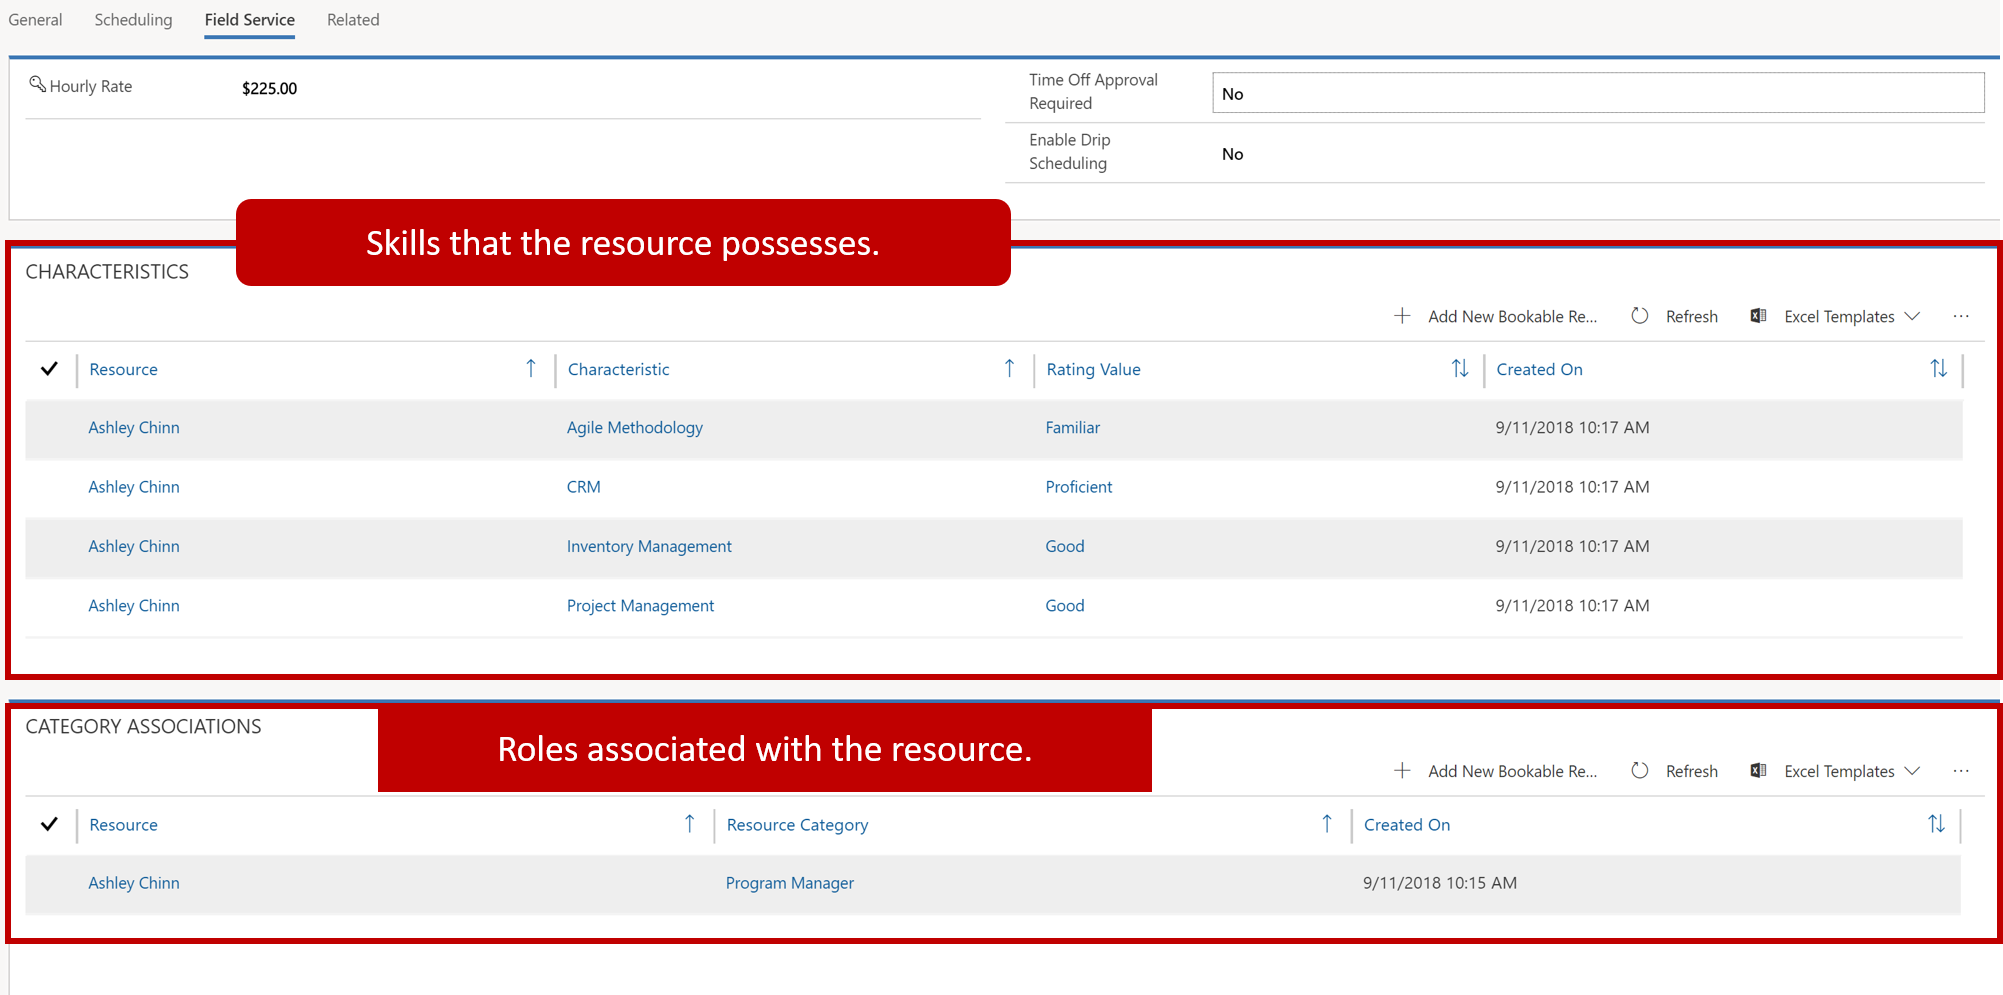 General Scheduling Field Service Related
Hourly Rate $225.00
Time Off Approval
Required
No
Enable Drip
Scheduling
No
Skills that the resource possesses.
CHARACTERISTICS
Add New Bookable Re... Refresh Excel Templates ...
Resource Characteristic Rating Value Created On
Ashley Chinn Agile Methodology Familiar 9/11/2018 10:17 AM
Ashley Chinn CRM Proficient 9/11/2018 10:17 AM
Ashley Chinn Inventory Management Good 9/11/2018 10:17 AM
Ashley Chinn Project Management Good 9/11/2018 10:17 AM
CATEGORY ASSOCIATIONS
Roles associated with the resource.
Add New Bookable Re... Refresh Excel Templates ...
Resource Resource Category Created On
Ashley Chinn Program Manager 9/11/2018 10:15 AM